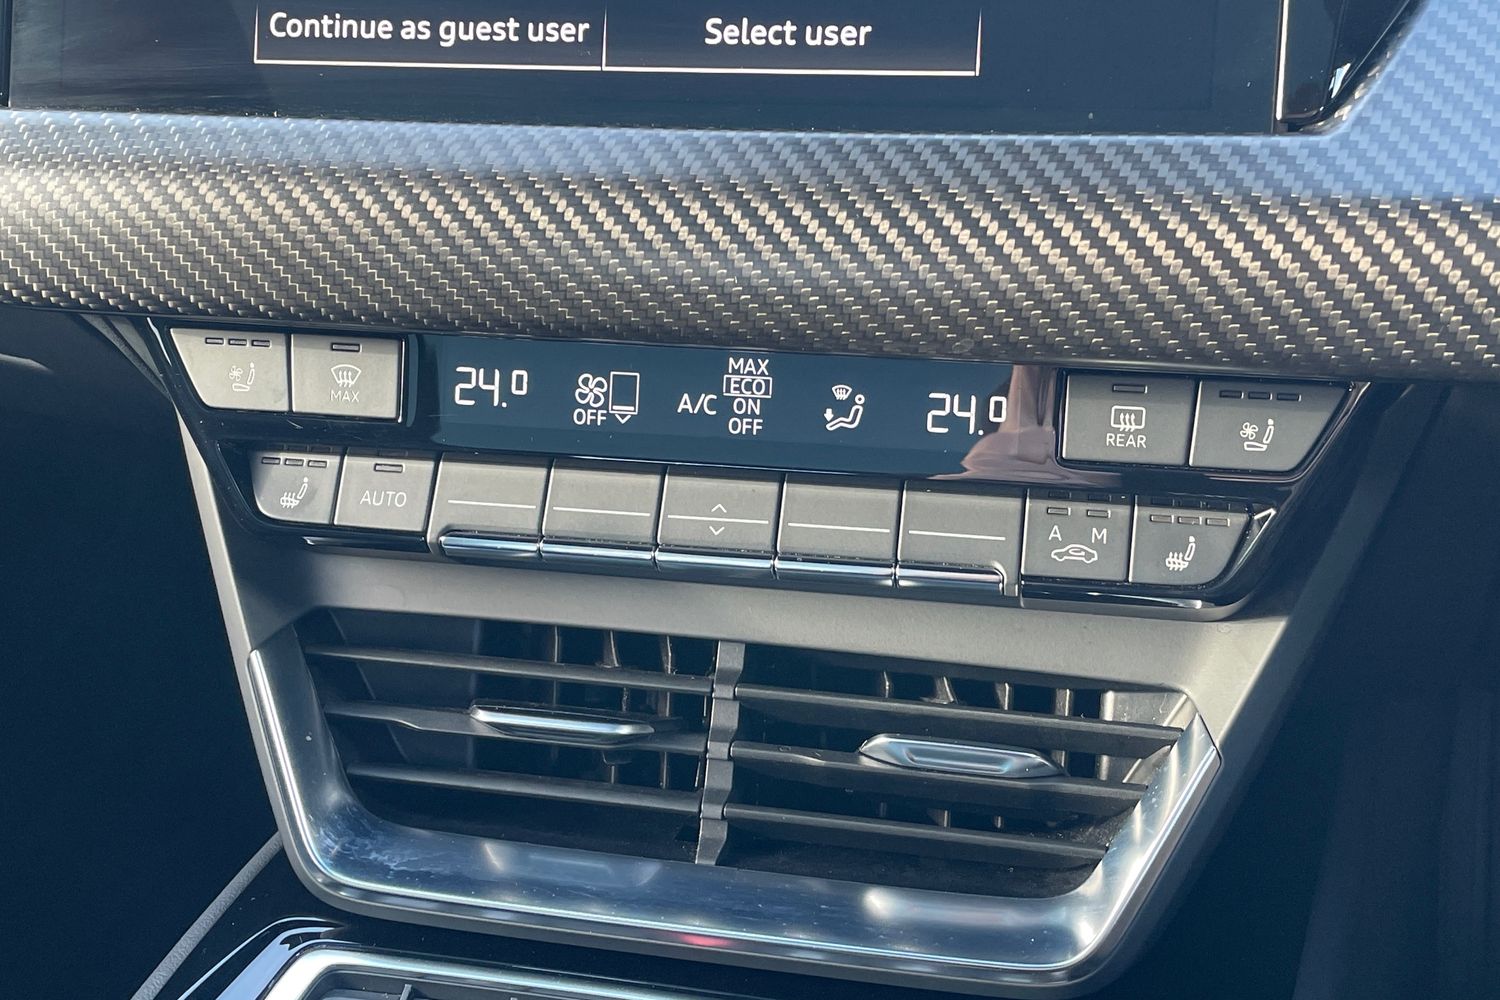 Continue as guest user
Select user
MAX
24.0
OFF
A/C
MAX
ECO
ON
OFF
24.0
REAR
AUTO
A M